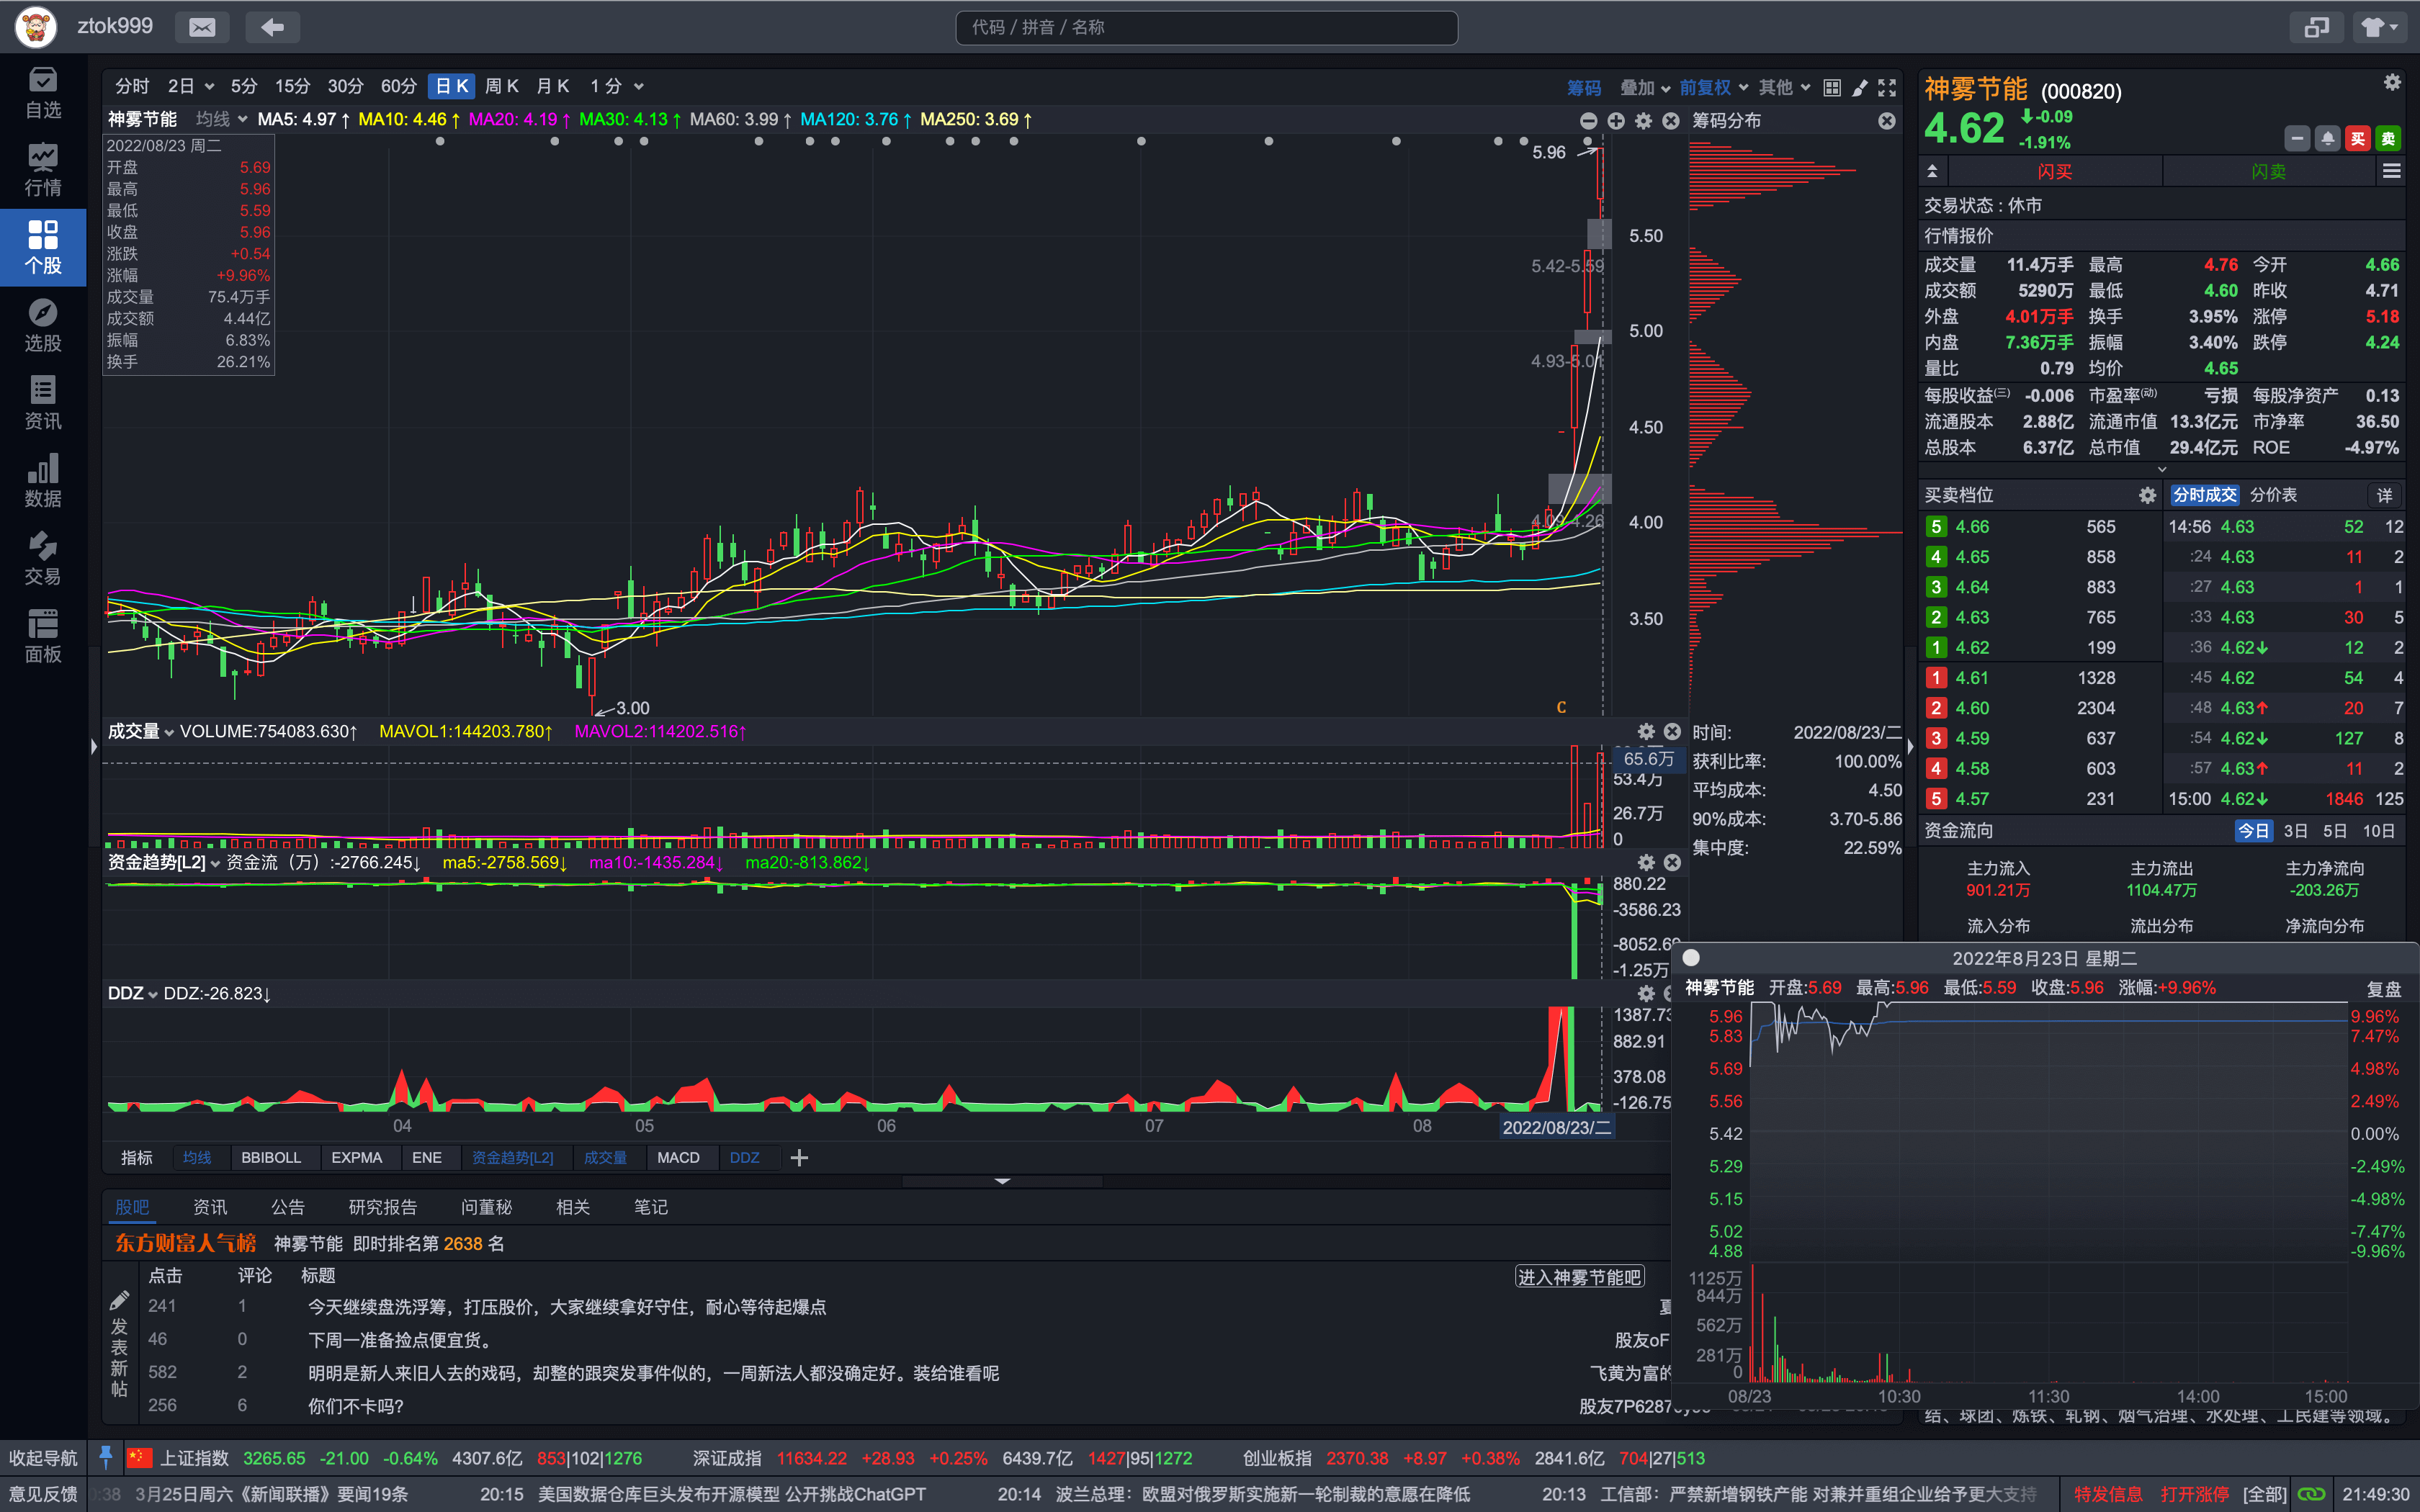 ztok999
代码 / 拼音 / 名称
自选
行情
个股
选股
资讯
数据
交易
面板
分时 2日 5分 15分 30分 60分 日K 周K 月K 1分
筹码 叠加 前复权 其他
神雾节能 均线 MA5: 4.97↑ MA10: 4.46↑ MA20: 4.19↑ MA30: 4.13↑ MA60: 3.99↑ MA120: 3.76↑ MA250: 3.69↑
筹码分布
2022/08/23 周二
开盘 5.69
最高 5.96
最低 5.59
收盘 5.96
涨跌 +0.54
涨幅 +9.96%
成交量 75.4万手
成交额 4.44亿
振幅 6.83%
换手 26.21%
5.96
5.50
5.42-5.59
5.00
4.93-5.01
4.50
4.00
3.50
3.00
C
成交量 VOLUME:754083.630↑ MAVOL1:144203.780↑ MAVOL2:114202.516↑
65.6万
53.4万
26.7万
0
资金趋势[L2] 资金流（万）:-2766.245↓ ma5:-2758.569↓ ma10:-1435.284↓ ma20:-813.862↓
880.22
-3586.23
-8052.69
-1.25万
DDZ DDZ:-26.823↓
1387.73
882.91
378.08
-126.75
04 05 06 07 08 2022/08/23/二
指标 均线 BBIBOLL EXPMA ENE 资金趋势[L2] 成交量 MACD DDZ
时间: 2022/08/23/二
获利比率: 100.00%
平均成本: 4.50
90%成本: 3.70-5.86
集中度: 22.59%
神雾节能 (000820)
4.62 -0.09
-1.91%
买 卖
闪买 闪卖
交易状态 : 休市
行情报价
成交量 11.4万手 最高 4.76 今开 4.66
成交额 5290万 最低 4.60 昨收 4.71
外盘 4.01万手 换手 3.95% 涨停 5.18
内盘 7.36万手 振幅 3.40% 跌停 4.24
量比 0.79 均价 4.65
每股收益(三) -0.006 市盈率(动) 亏损 每股净资产 0.13
流通股本 2.88亿 流通市值 13.3亿元 市净率 36.50
总股本 6.37亿 总市值 29.4亿元 ROE -4.97%
买卖档位 分时成交 分价表 详
5 4.66 565 14:56 4.63 52 12
4 4.65 858 :24 4.63 11 2
3 4.64 883 :27 4.63 1 1
2 4.63 765 :33 4.63 30 5
1 4.62 199 :36 4.62↓ 12 2
1 4.61 1328 :45 4.62 54 4
2 4.60 2304 :48 4.63↑ 20 7
3 4.59 637 :54 4.62↓ 127 8
4 4.58 603 :57 4.63↑ 11 2
5 4.57 231 15:00 4.62↓ 1846 125
资金流向 今日 3日 5日 10日
主力流入 主力流出 主力净流向
901.21万 1104.47万 -203.26万
流入分布 流出分布 净流向分布
2022年8月23日 星期二
神雾节能 开盘:5.69 最高:5.96 最低:5.59 收盘:5.96 涨幅:+9.96%
复盘
5.96 9.96%
5.83 7.47%
5.69 4.98%
5.56 2.49%
5.42 0.00%
5.29 -2.49%
5.15 -4.98%
5.02 -7.47%
4.88 -9.96%
1125万
844万
562万
281万
0
08/23 10:30 11:30 14:00 15:00
结、球团、炼铁、轧钢、烟气治理、水处理、工民建等领域。
股吧 资讯 公告 研究报告 问董秘 相关 笔记
东方财富人气榜 神雾节能 即时排名第 2638 名
点击 评论 标题 进入神雾节能吧
发表新帖
241 1 今天继续盘洗浮筹，打压股价，大家继续拿好守住，耐心等待起爆点
46 0 下周一准备捡点便宜货。 股友oF
582 2 明明是新人来旧人去的戏码，却整的跟突发事件似的，一周新法人都没确定好。装给谁看呢 飞黄为富的
256 6 你们不卡吗?
收起导航 上证指数 3265.65 -21.00 -0.64% 4307.6亿 853|102|1276 深证成指 11634.22 +28.93 +0.25% 6439.7亿 1427|95|1272 创业板指 2370.38 +8.97 +0.38% 2841.6亿 704|27|513
意见反馈 3月25日周六《新闻联播》要闻19条 20:15 美国数据仓库巨头发布开源模型 公开挑战ChatGPT 20:14 波兰总理：欧盟对俄罗斯实施新一轮制裁的意愿在降低 20:13 工信部：严禁新增钢铁产能 对兼并重组企业给予更大支持 特发信息 打开涨停 [全部] 21:49:30